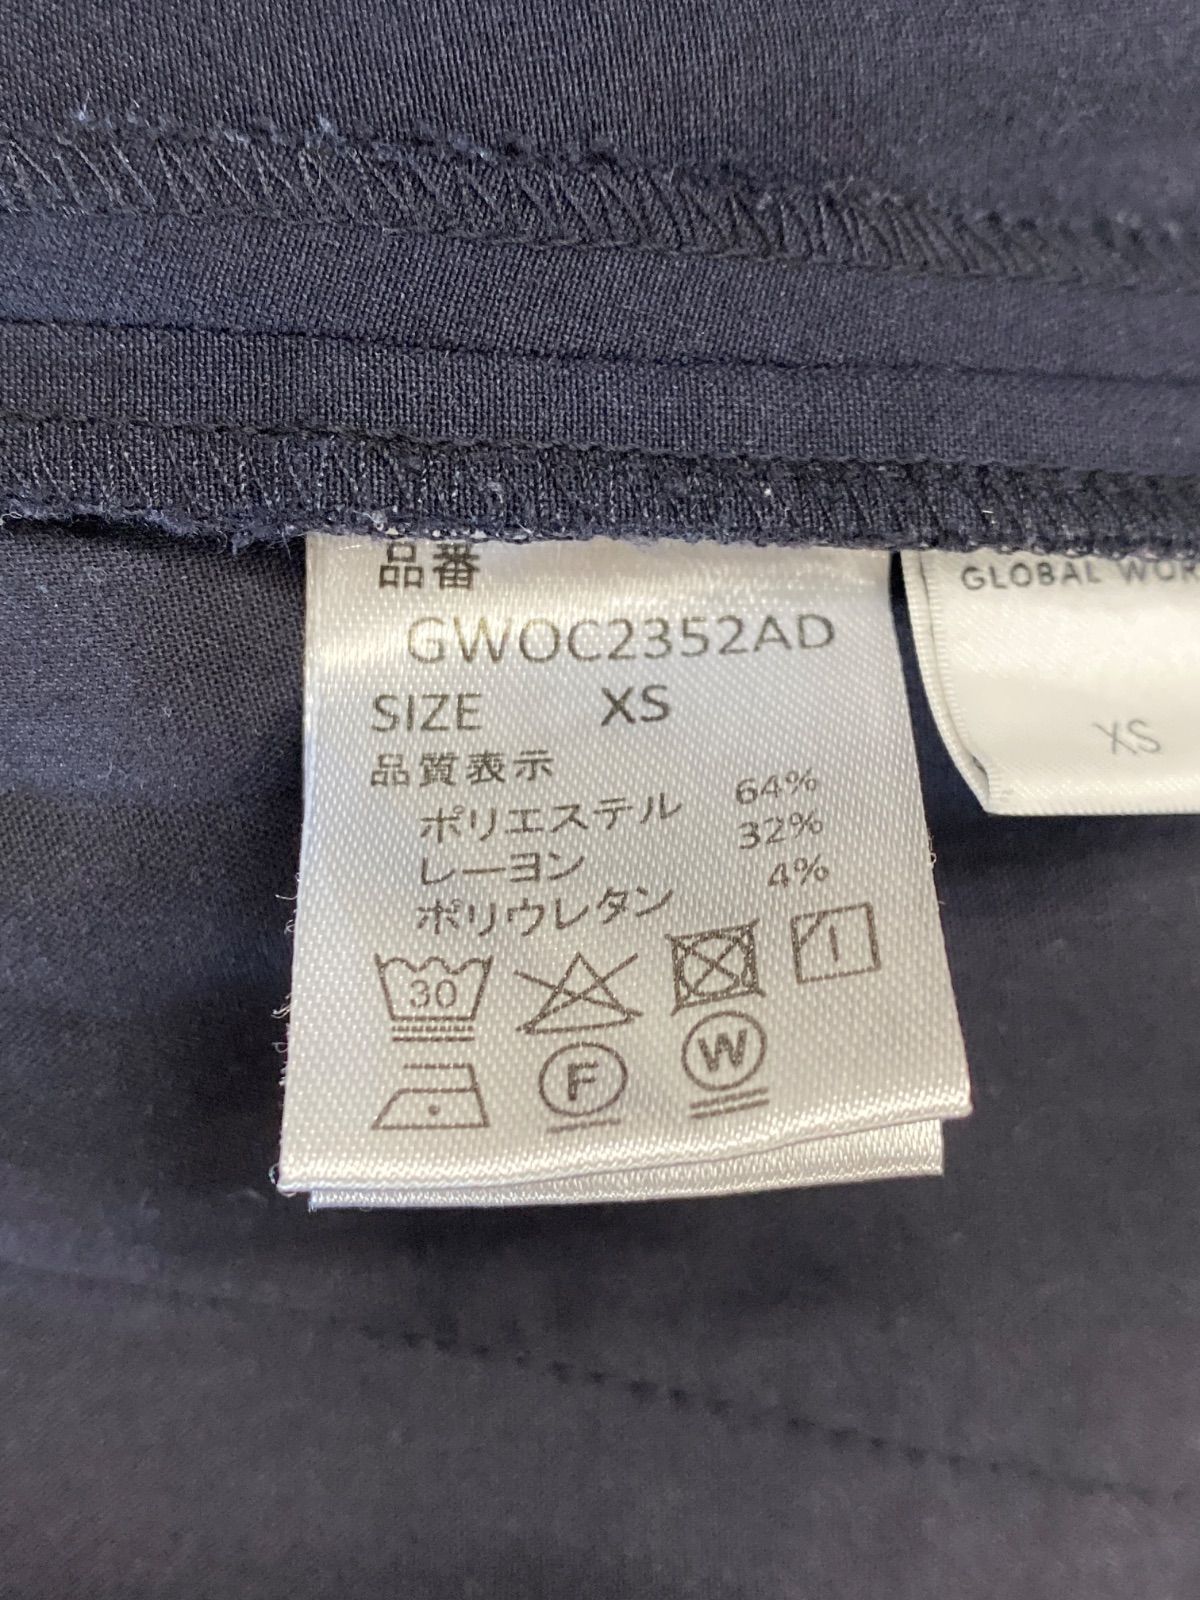 品番
GWOC2352AD
SIZE XS
品質表示
ポリエステル 64%
レーヨン 32%
ポリウレタン 4%
30
F
W
GLOBAL
XS